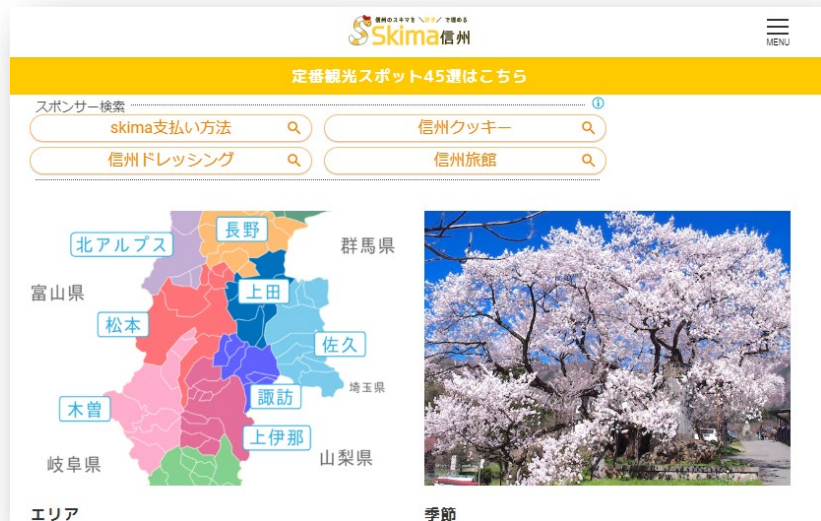 信州のスキマを＼好き／で埋める
Skima信州
MENU
定番観光スポット45選はこちら
スポンサー検索
skima支払い方法
信州クッキー
信州ドレッシング
信州旅館
北アルプス
長野
群馬県
富山県
上田
松本
佐久
埼玉県
木曽
諏訪
上伊那
岐阜県
山梨県
エリア
季節